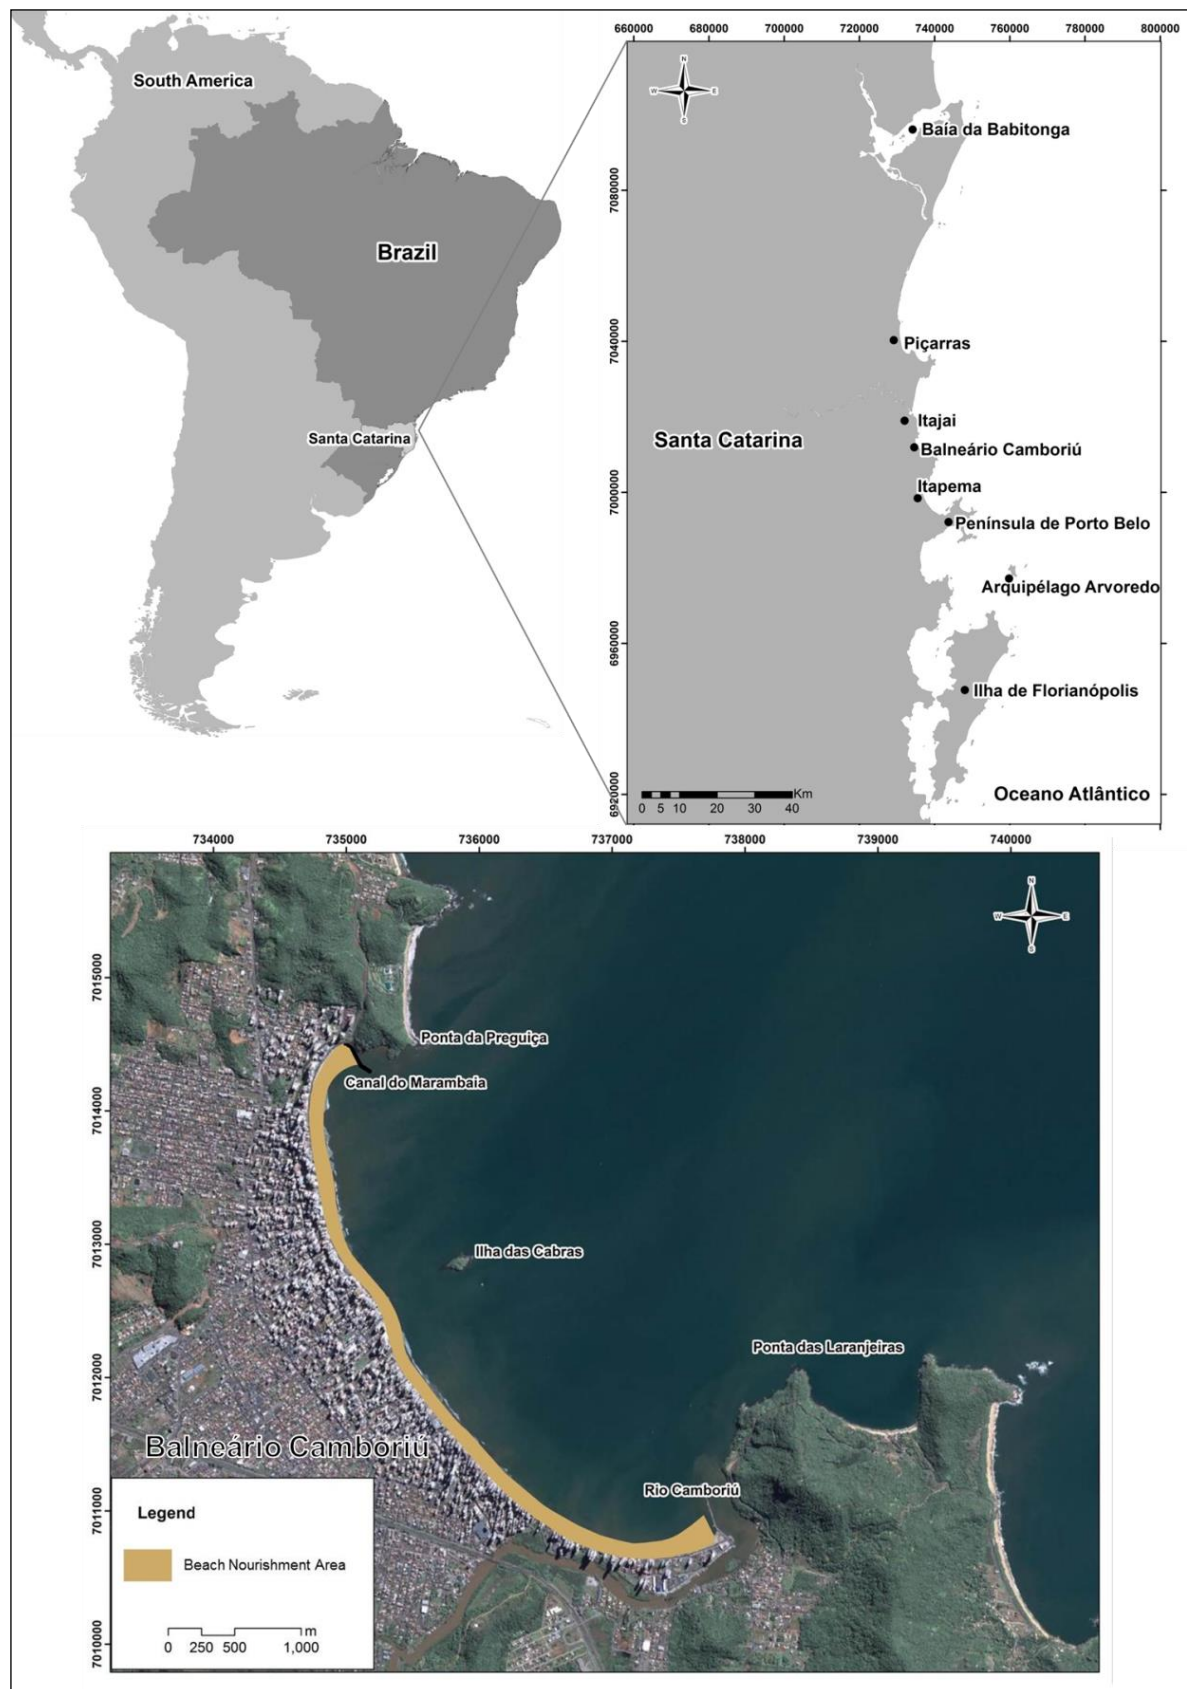 South America
Brazil
Santa Catarina
660000 680000 700000 720000 740000 760000 780000 800000
N
W E
S
Baía da Babitonga
7080000
Piçarras
7040000
Itajai
Santa Catarina
Balneário Camboriú
Itapema
7000000
Península de Porto Belo
Arquipélago Arvoredo
6960000
Ilha de Florianópolis
6920000
Km
0 5 10 20 30 40
Oceano Atlântico
734000 735000 736000 737000 738000 739000 740000
N
W E
S
7015000
Ponta da Preguiça
Canal do Marambaia
7014000
7013000
Ilha das Cabras
Ponta das Laranjeiras
7012000
Balneário Camboriú
Rio Camboriú
7011000
Legend
Beach Nourishment Area
0 250 500 1,000 m
7010000